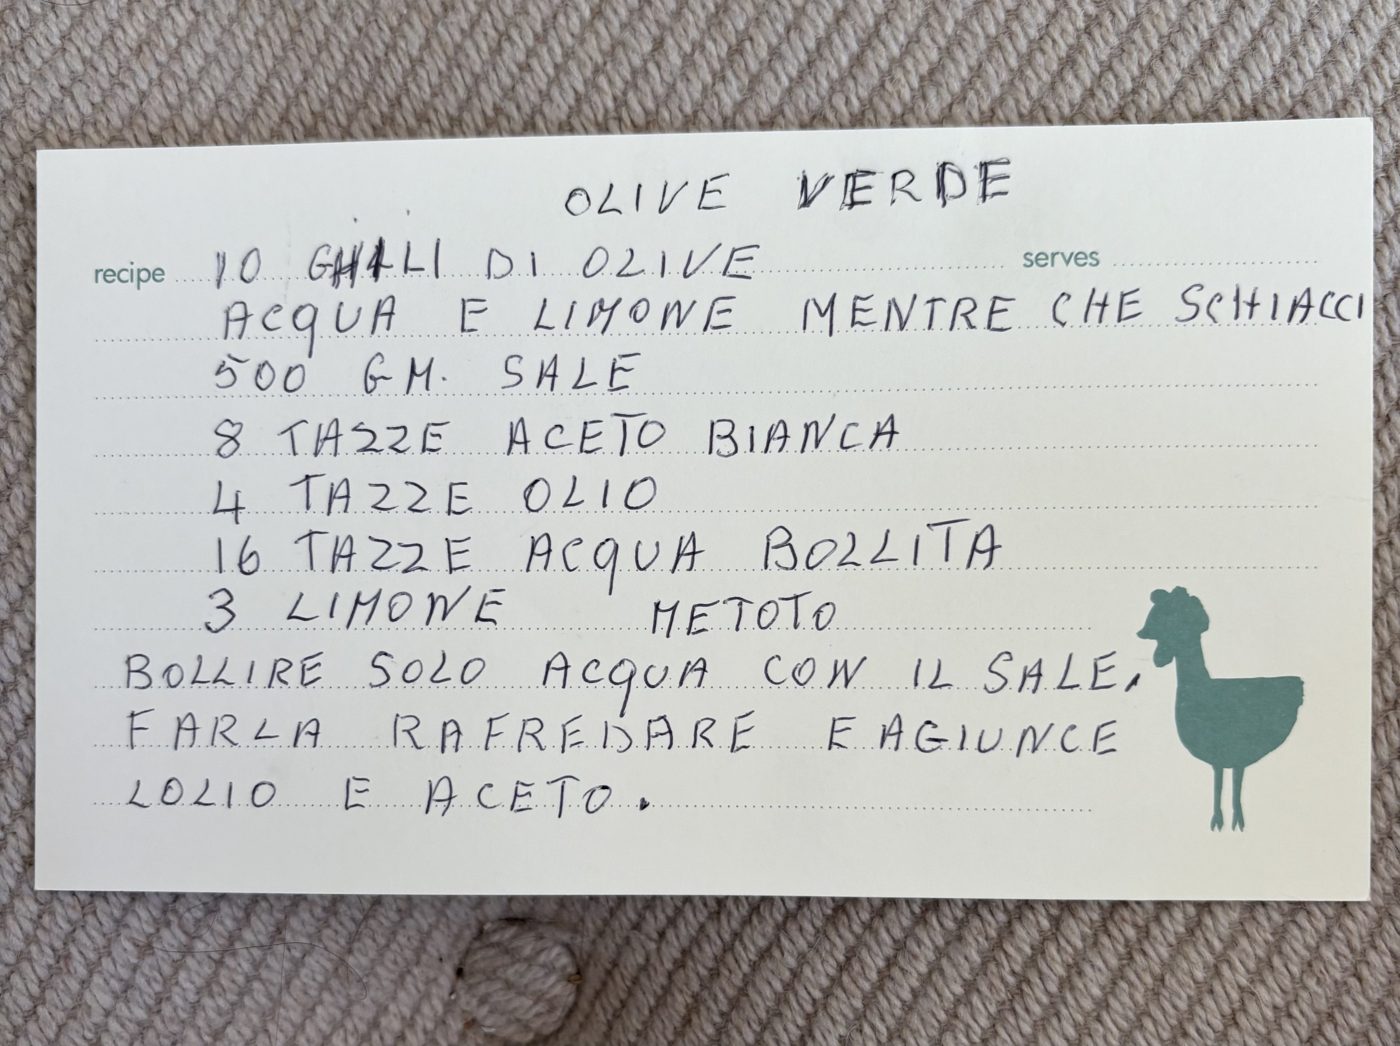 OLIVE VERDE
recipe 10 GHILI DI OLIVE serves
ACQUA E LIMONE MENTRE CHE SCHIACCI
500 GM. SALE
8 TAZZE ACETO BIANCA
4 TAZZE OLIO
16 TAZZE ACQUA BOLLITA
3 LIMONE METOTO
BOLLIRE SOLO ACQUA CON IL SALE.
FARLA RAFREDARE E AGIUNCE
LOLIO E ACETO.